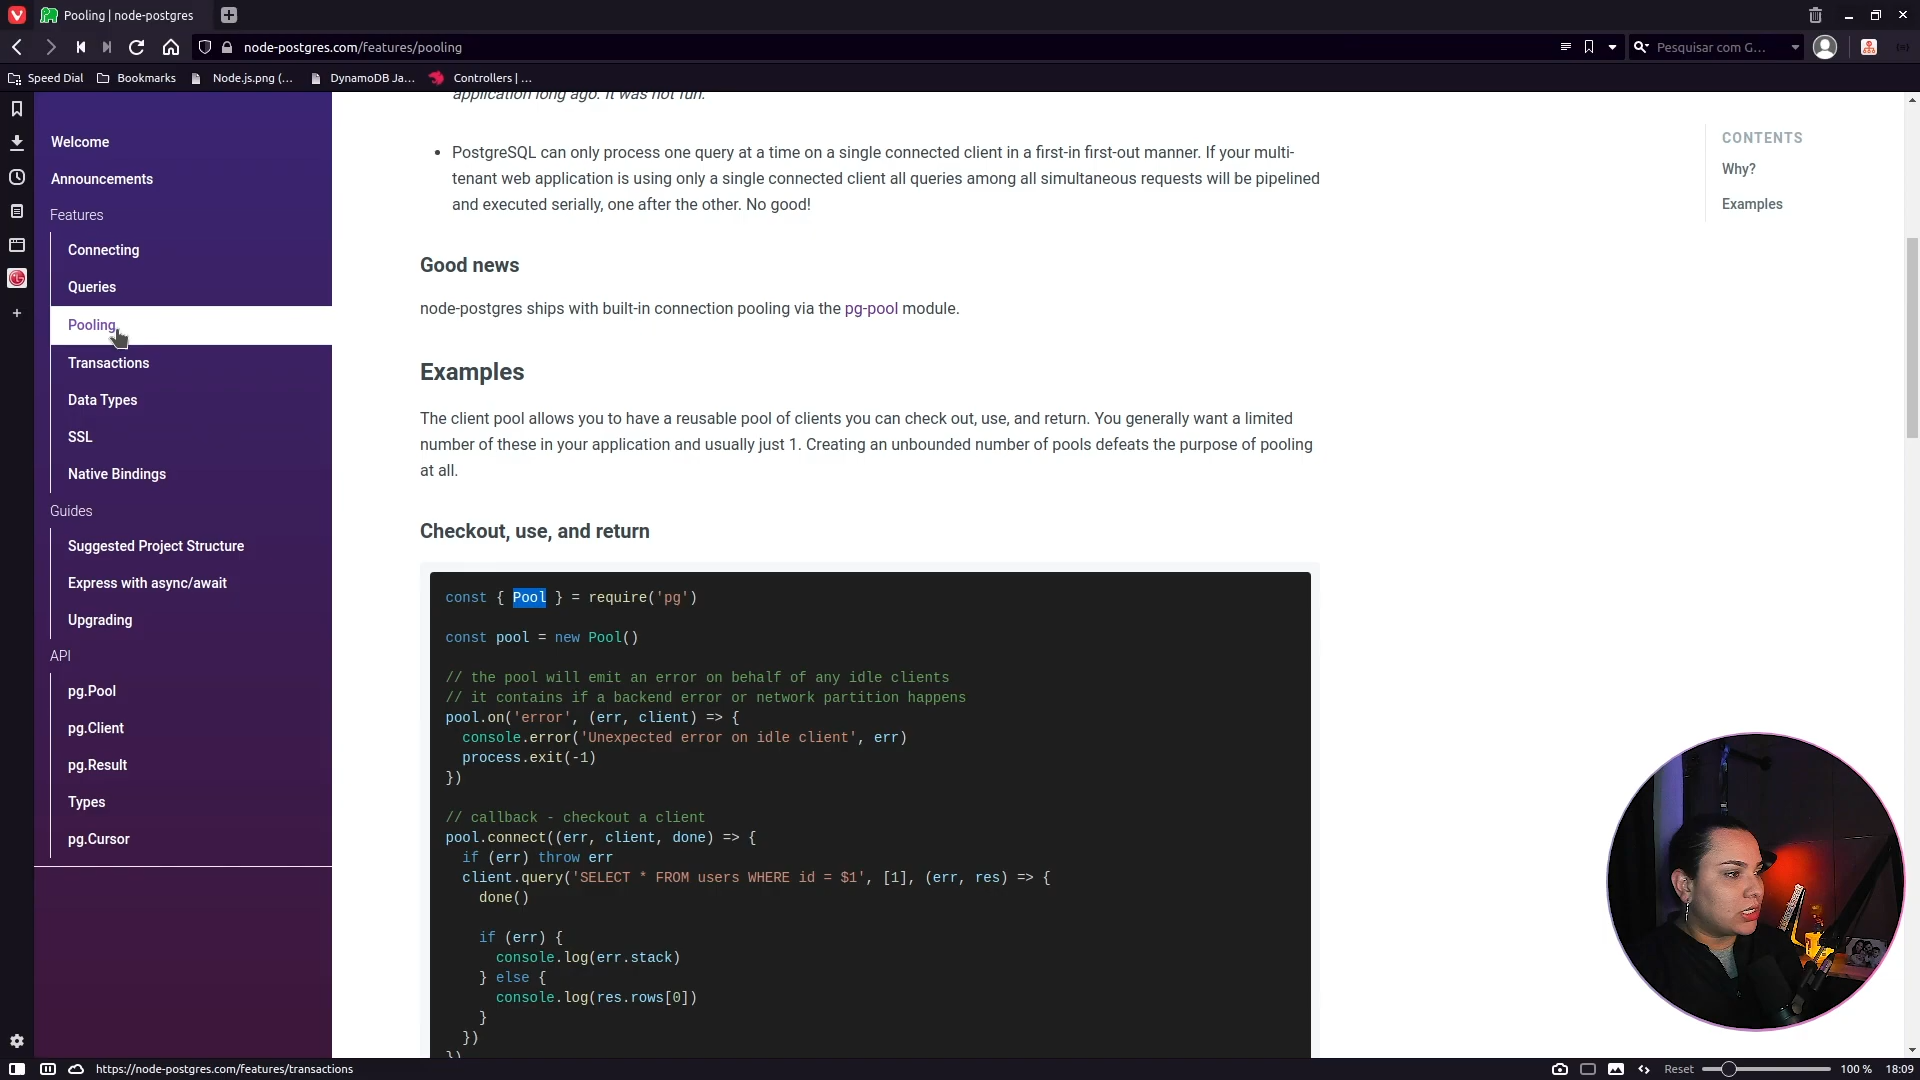 Pooling | node-postgres
node-postgres.com/features/pooling
Pesquisar com G...
Speed Dial
Bookmarks
Node.js.png (...
DynamoDB Ja...
Controllers | ...
Welcome
Announcements
Features
Connecting
Queries
Pooling
Transactions
Data Types
SSL
Native Bindings
Guides
Suggested Project Structure
Express with async/await
Upgrading
API
pg.Pool
pg.Client
pg.Result
Types
pg.Cursor
application long ago. It was not fun.
• PostgreSQL can only process one query at a time on a single connected client in a first-in first-out manner. If your multi-
tenant web application is using only a single connected client all queries among all simultaneous requests will be pipelined
and executed serially, one after the other. No good!
Good news
node-postgres ships with built-in connection pooling via the pg-pool module.
Examples
The client pool allows you to have a reusable pool of clients you can check out, use, and return. You generally want a limited
number of these in your application and usually just 1. Creating an unbounded number of pools defeats the purpose of pooling
at all.
Checkout, use, and return
const { Pool } = require('pg')
const pool = new Pool()
// the pool will emit an error on behalf of any idle clients
// it contains if a backend error or network partition happens
pool.on('error', (err, client) => {
console.error('Unexpected error on idle client', err)
process.exit(-1)
})
// callback - checkout a client
pool.connect((err, client, done) => {
if (err) throw err
client.query('SELECT * FROM users WHERE id = $1', [1], (err, res) => {
done()
if (err) {
console.log(err.stack)
} else {
console.log(res.rows[0])
}
})
})
CONTENTS
Why?
Examples
https://node-postgres.com/features/transactions
Reset
100 %
18:09